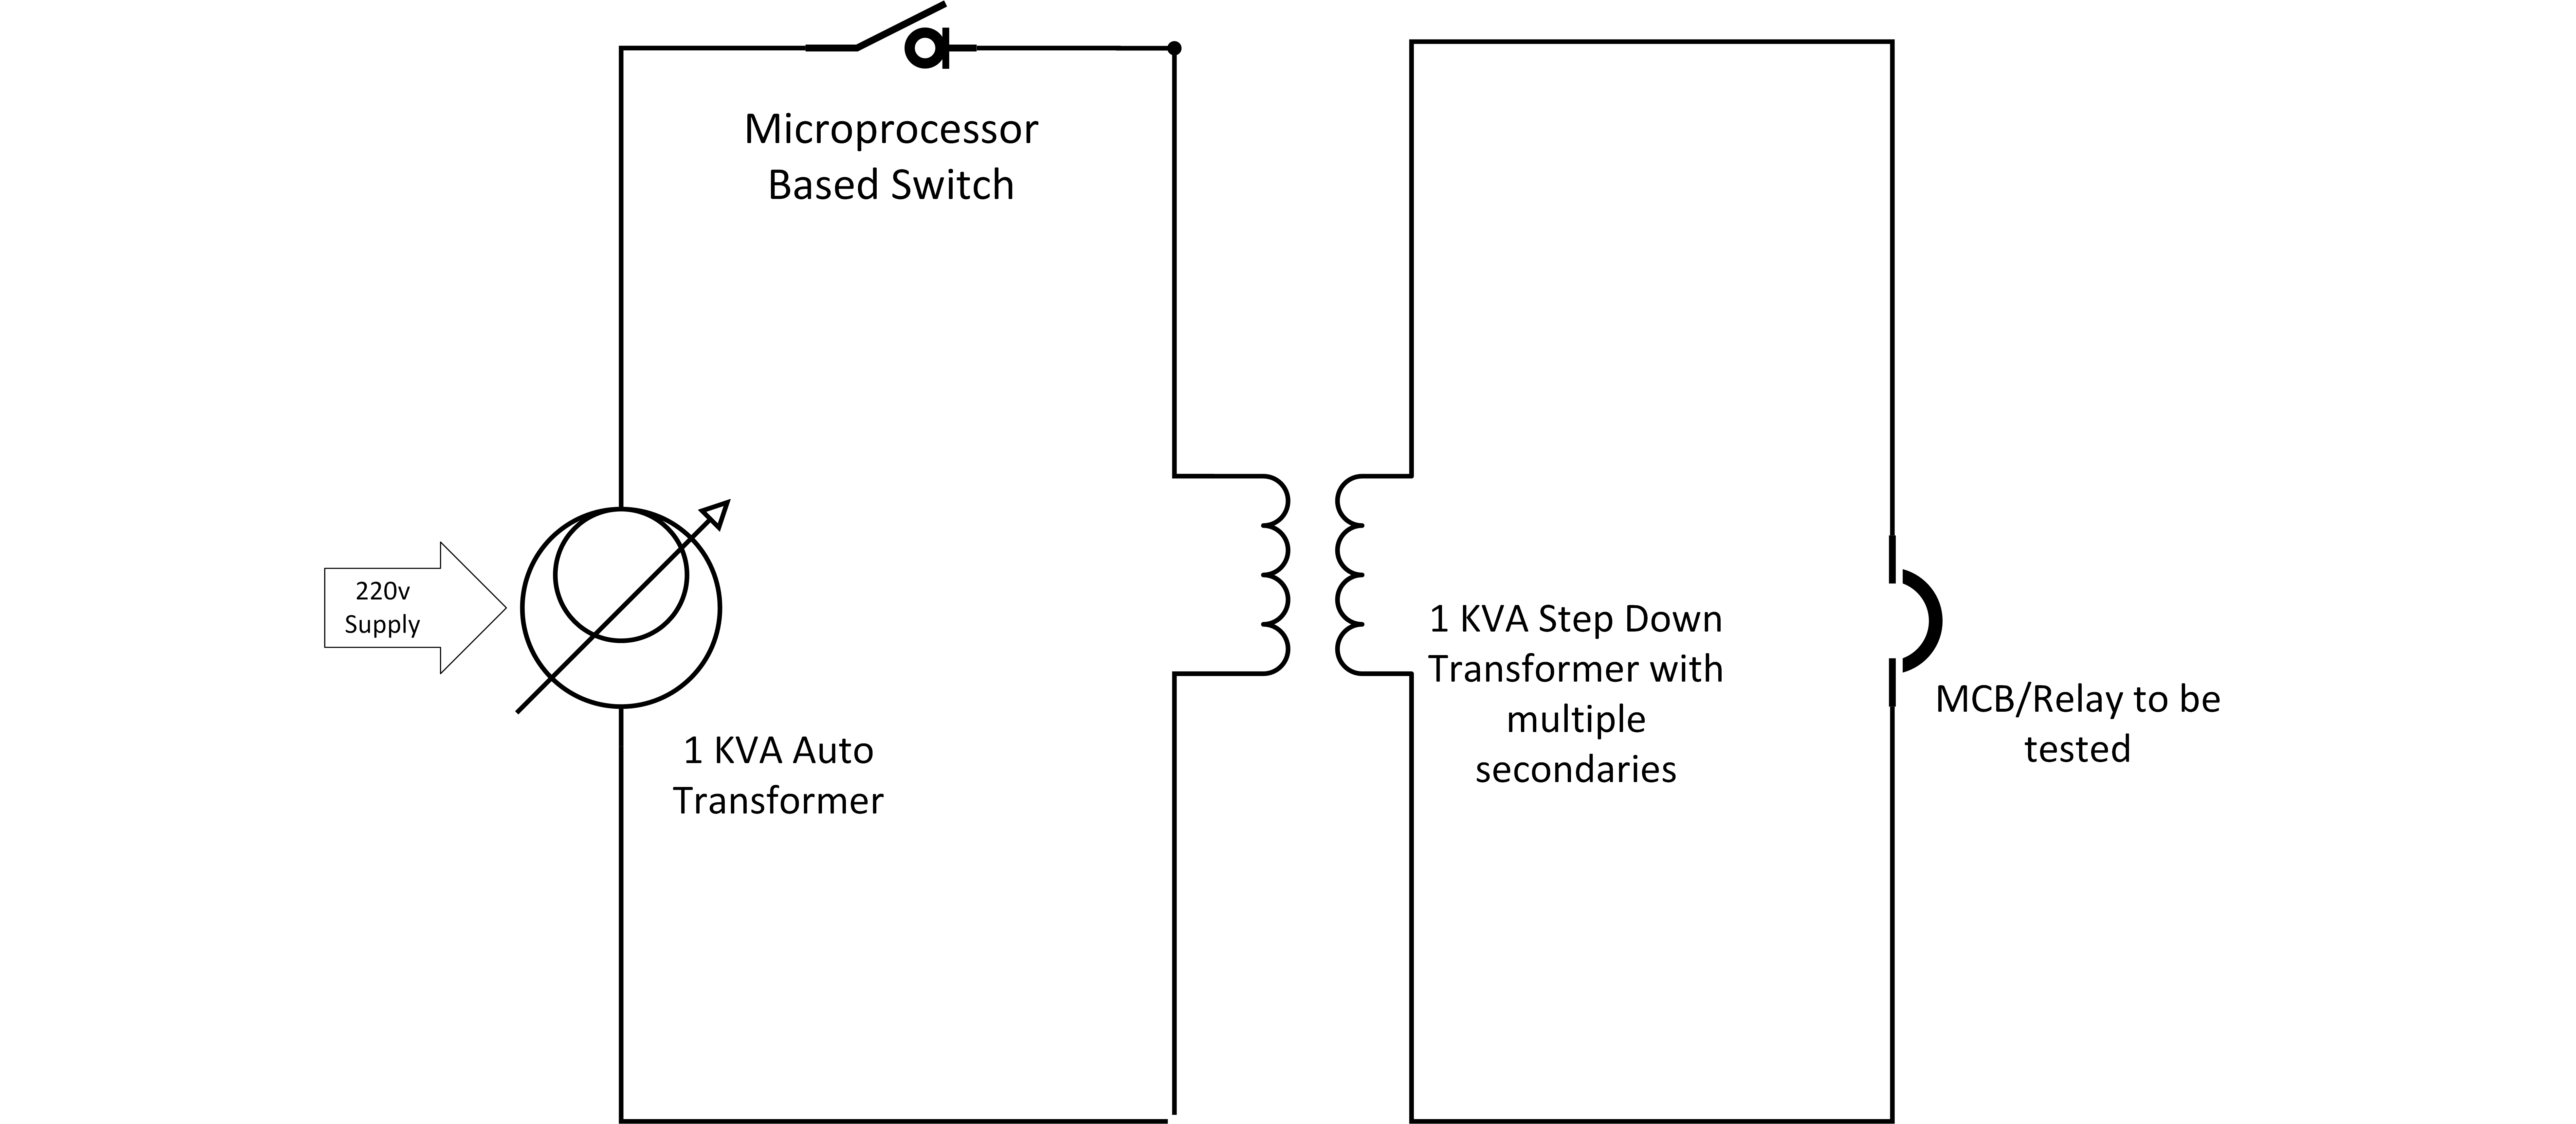 Microprocessor
Based Switch
220v
Supply
1 KVA Auto
Transformer
1 KVA Step Down
Transformer with
multiple
secondaries
MCB/Relay to be
tested